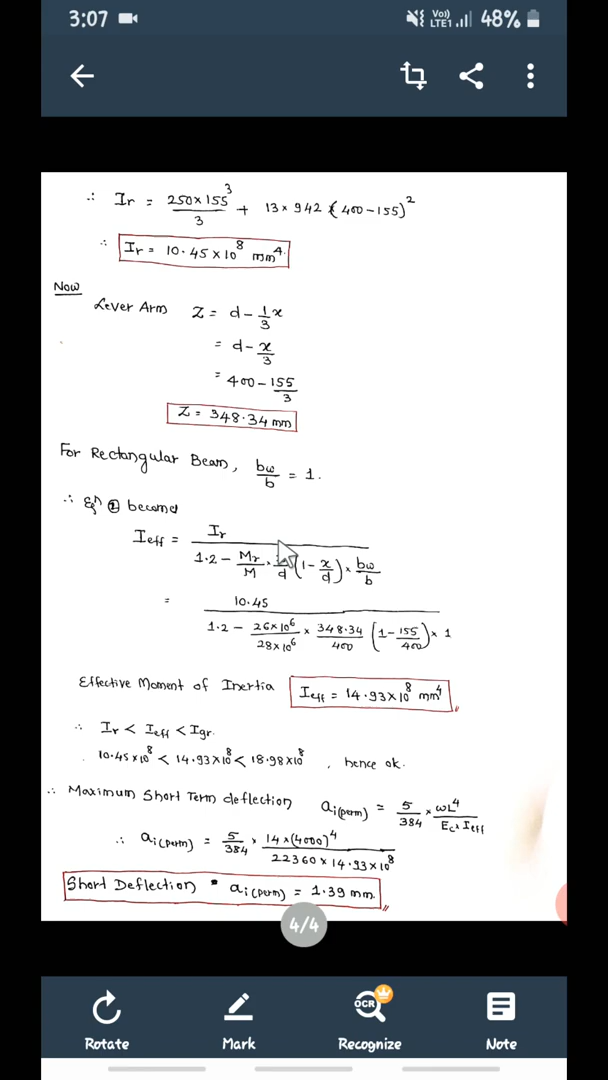 3:07
Vo)) LTE1 48%
∴ Ir = 250×155³/3 + 13×942×(400-155)²
∴ Ir = 10.45×10⁸ mm⁴.
Now
Lever Arm Z = d - 1/3 x
= d - x/3
= 400 - 155/3
Z = 348.34 mm
For Rectangular Beam, bw/b = 1.
∴ Eqⁿ ② becomes
Ieff = Ir / 1.2 - Mr/M × /d (1 - x/d) × bw/b
= 10.45 / 1.2 - 26×10⁶/28×10⁶ × 348.34/400 (1 - 155/400) × 1
Effective Moment of Inertia Ieff = 14.93×10⁸ mm⁴
∴ Ir < Ieff < Igr.
10.45×10⁸ < 14.93×10⁸ < 18.98×10⁸ , hence ok.
∴ Maximum Short Term deflection ai(perm) = 5/384 × ωL⁴/Ec×Ieff
∴ ai(perm) = 5/384 × 14×(4000)⁴/22360×14.93×10⁸
Short Deflection ai(perm) = 1.39 mm.
4/4
OCR
Rotate Mark Recognize Note